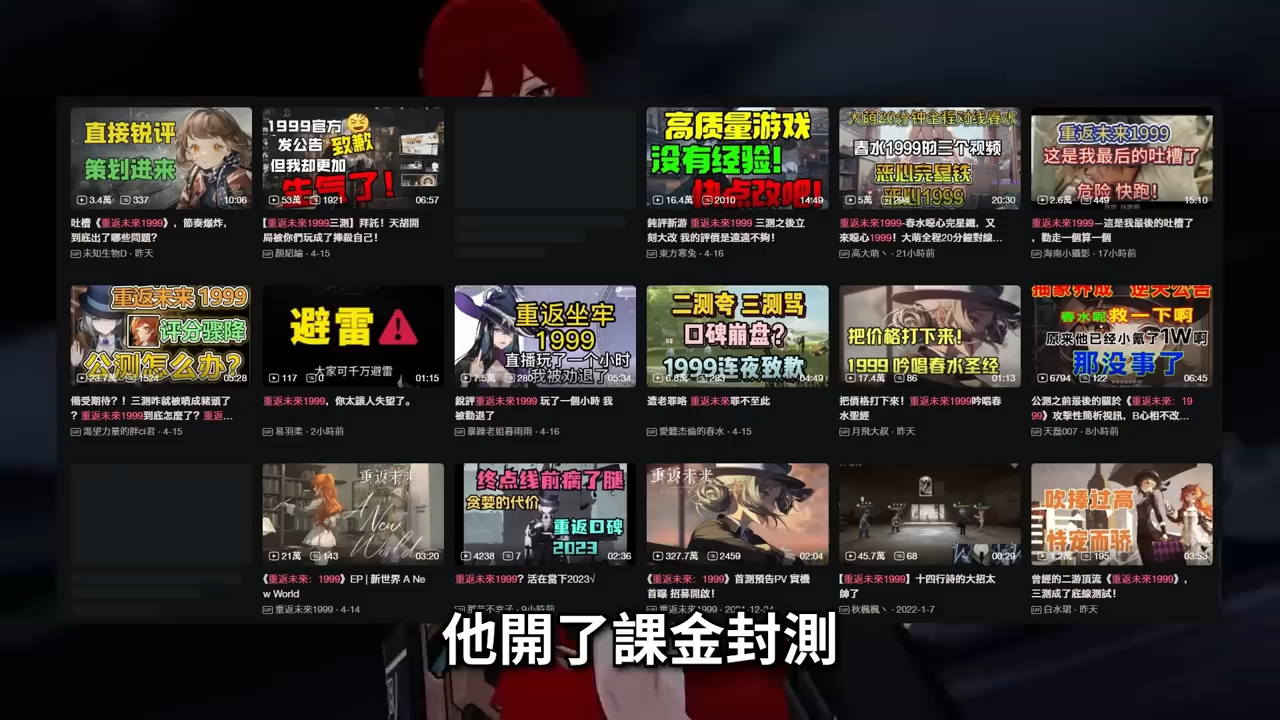 直接锐评
策划进来
3.4萬 337 10:06
吐槽《重返未來1999》，節奏爆炸，
到底出了哪些問題？
未知生物D · 昨天
1999官方
发公告 致歉
但我却更加
生气了！
53萬 1921 06:57
【重返未來1999三測】拜託！天胡開
局被你們玩成了捧殺自己！
顏紹綸 · 4-15
高质量游戏
没有经验！
快点改吧！
16.4萬 2010 14:49
銳評新游 重返未來1999 三測之後立
刻大改 我的評價是遠遠不夠！
東方寒兔 · 4-16
大萌20分钟全程对线春水
春水1999的三个视频
恶心完星铁
来恶心1999
5萬 294 20:30
重返未來1999-春水噁心完星鐵，又
來噁心1999！大萌全程20分鐘對線...
高大萌丶 · 21小時前
重返未来1999
这是我最后的吐槽了
危险 快跑！
2.6萬 449 15:10
重返未來1999－這是我最後的吐槽了
，勸走一個算一個
海南小攝影 · 17小時前
重返未来 1999
评分骤降
公测怎么办？
1524 05:28
備受期待？！三測咋就被噴成豬頭了
？重返未來1999到底怎麼了？重返...
渴望力量的胖ci君 · 4-15
避雷
大家可千万避雷
117 0 01:15
重返未來1999，你太讓人失望了。
易羽柔 · 2小時前
重返坐牢
1999
直播玩了一个小时
我被劝退了
7.5萬 280 05:34
銳評重返未來1999 玩了一個小時 我
被勸退了
暴躁老姐暮雨雨 · 4-16
二测夸 三测骂
口碑崩盘？
1999连夜致歉
6.6萬 283 04:49
遣老罪咯 重返未來罪不至此
愛聽杰倫的春水 · 4-15
把价格打下来！
1999 吟唱春水圣经
17.4萬 86 01:13
把價格打下來！重返未來1999吟唱春
水聖經
月飛大叔 · 昨天
抽象养成 逆天公告
春水呢 救一下啊
原来他已经小氪了1W啊
那没事了
6794 122 06:45
公測之前最後的關於《重返未來：19
99》攻擊性簡析視訊，B心相不改...
天磊007 · 8小時前
重返未来
A New World
21萬 143 03:20
《重返未來：1999》EP | 新世界 A Ne
w World
重返未來1999 · 4-14
终点线前瘸了腿
贪婪的代价
重返口碑
2023
4238 7 02:36
重返未來1999？活在當下2023√
重返未来
327.7萬 2459 02:04
《重返未來：1999》首測預告PV 實機
首曝 招募開啟！
45.7萬 68 00:29
【重返未來1999】十四行詩的大招太
帥了
秋楓楓丶 · 2022-1-7
吹捧过高
恃宠而骄
1.2萬 195 03:53
曾經的二游頂流《重返未來1999》，
三測成了底線測試！
白水珺 · 昨天
他開了課金封測